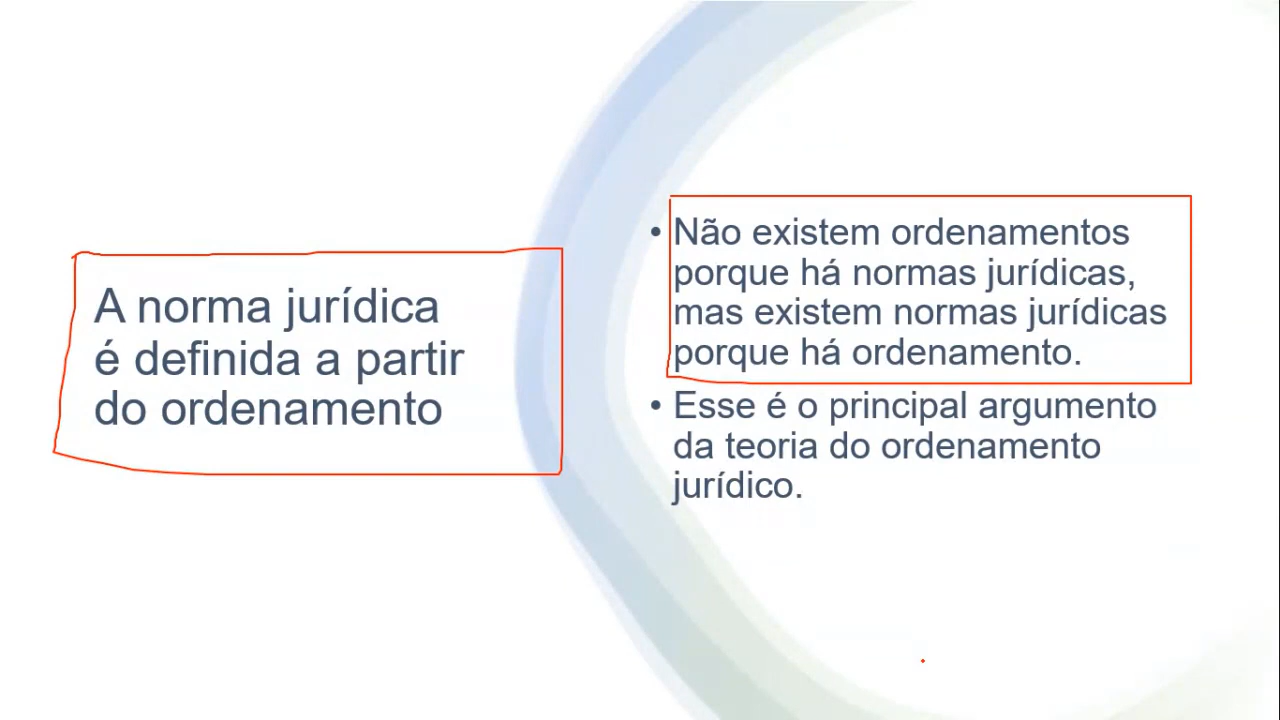 A norma jurídica
é definida a partir
do ordenamento
• Não existem ordenamentos
porque há normas jurídicas,
mas existem normas jurídicas
porque há ordenamento.
• Esse é o principal argumento
da teoria do ordenamento
jurídico.